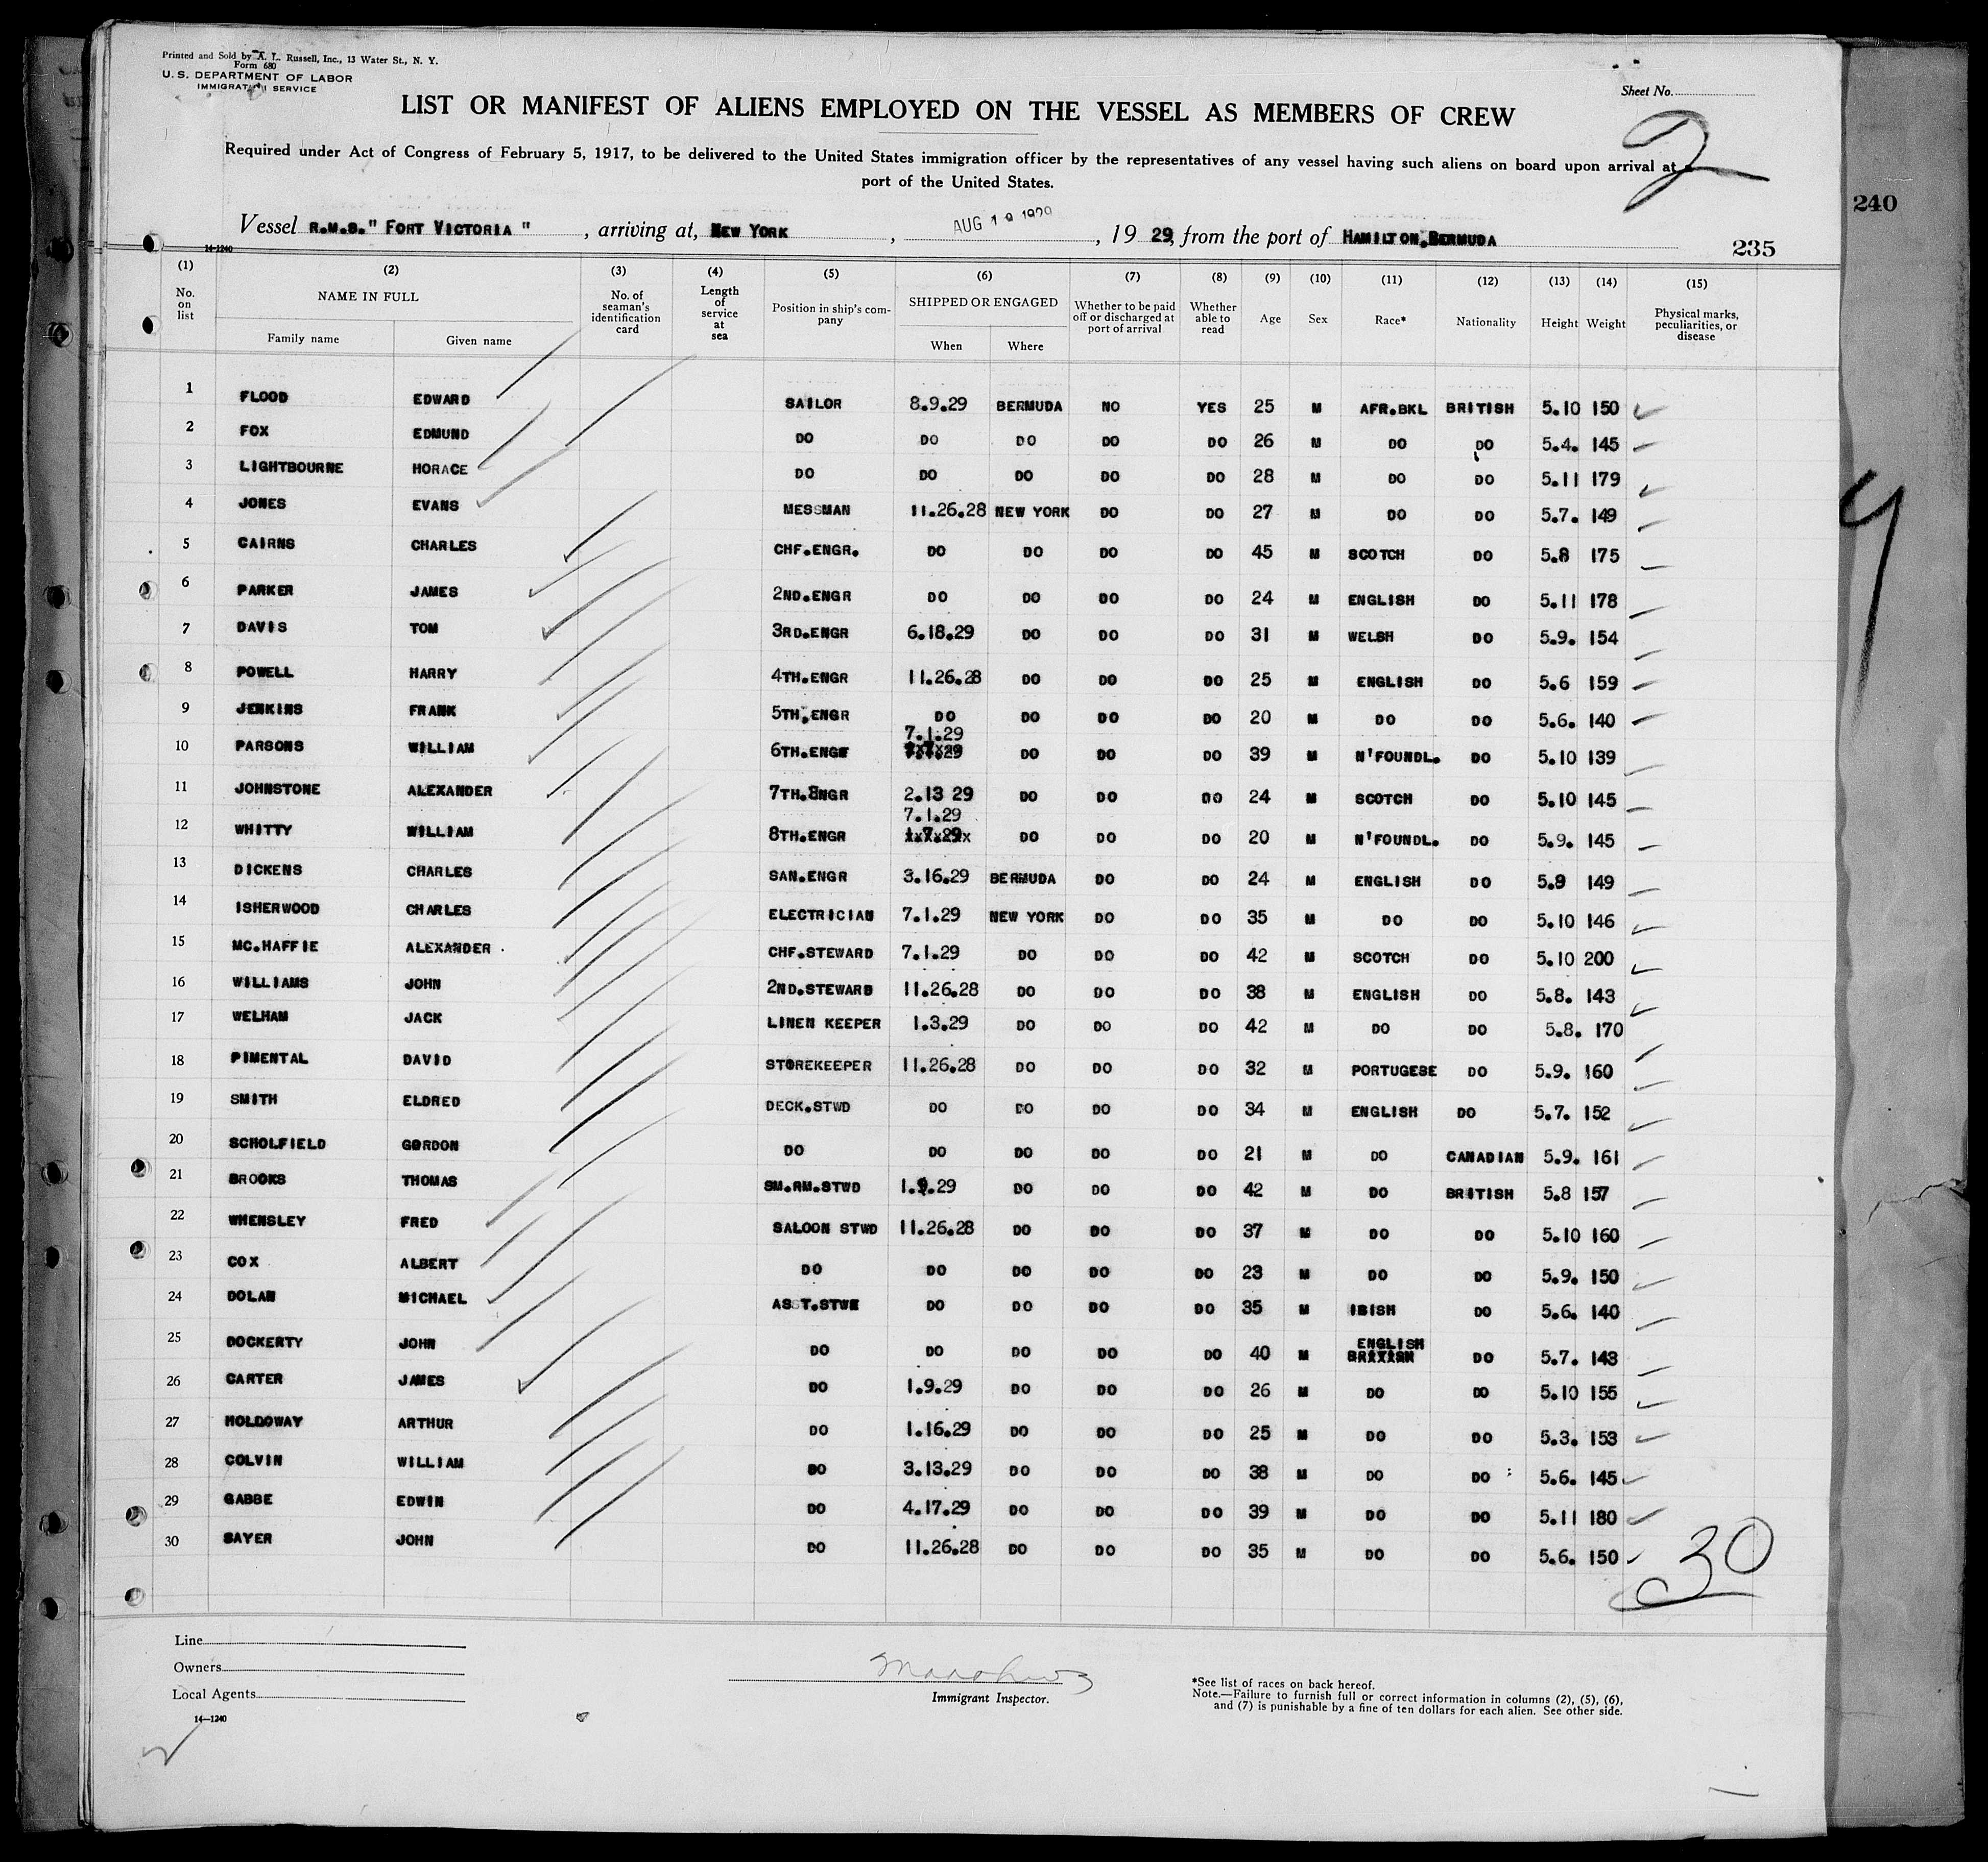 Printed and Sold by A. L. Russell, Inc., 13 Water St., N. Y.
Form 680
U. S. DEPARTMENT OF LABOR
IMMIGRATION SERVICE
Sheet No.
2
LIST OR MANIFEST OF ALIENS EMPLOYED ON THE VESSEL AS MEMBERS OF CREW
Required under Act of Congress of February 5, 1917, to be delivered to the United States immigration officer by the representatives of any vessel having such aliens on board upon arrival at a
port of the United States.
240
Vessel R.M.S." FORT VICTORIA " , arriving at, NEW YORK , AUG 19 1929 , 19 29, from the port of HAMILTON.BERMUDA
14-1240
235
(1) (2) (3) (4) (5) (6) (7) (8) (9) (10) (11) (12) (13) (14) (15)
No. on list NAME IN FULL Family name Given name No. of seaman's identification card Length of service at sea Position in ship's company SHIPPED OR ENGAGED When Where Whether to be paid off or discharged at port of arrival Whether able to read Age Sex Race* Nationality Height Weight Physical marks, peculiarities, or disease
1 FLOOD EDWARD SAILOR 8.9.29 BERMUDA NO YES 25 M AFR.BKL BRITISH 5.10 150
2 FOX EDMUND DO DO DO DO DO 26 M DO DO 5.4. 145
3 LIGHTBOURNE HORACE DO DO DO DO DO 28 M DO DO 5.11 179
4 JONES EVANS MESSMAN 11.26.28 NEW YORK DO DO 27 M DO DO 5.7. 149
5 CAIRNS CHARLES CHF.ENGR. DO DO DO DO 45 M SCOTCH DO 5.8 175
6 PARKER JAMES 2ND.ENGR DO DO DO DO 24 M ENGLISH DO 5.11 178
7 DAVIS TOM 3RD.ENGR 6.18.29 DO DO DO 31 M WELSH DO 5.9. 154
8 POWELL HARRY 4TH.ENGR 11.26.28 DO DO DO 25 M ENGLISH DO 5.6 159
9 JENKINS FRANK 5TH.ENGR DO DO DO DO 20 M DO DO 5.6. 140
10 PARSONS WILLIAM 6TH.ENGR 7.1.29 DO DO DO 39 M N'FOUNDL. DO 5.10 139
11 JOHNSTONE ALEXANDER 7TH.ENGR 2.13 29 DO DO DO 24 M SCOTCH DO 5.10 145
12 WHITTY WILLIAM 8TH.ENGR 7.1.29 DO DO DO 20 M N'FOUNDL. DO 5.9. 145
13 DICKENS CHARLES SAN.ENGR 3.16.29 BERMUDA DO DO 24 M ENGLISH DO 5.9 149
14 ISHERWOOD CHARLES ELECTRICIAN 7.1.29 NEW YORK DO DO 35 M DO DO 5.10 146
15 MC.HAFFIE ALEXANDER CHF.STEWARD 7.1.29 DO DO DO 42 M SCOTCH DO 5.10 200
16 WILLIAMS JOHN 2ND.STEWARD 11.26.28 DO DO DO 38 M ENGLISH DO 5.8. 143
17 WELHAM JACK LINEN KEEPER 1.3.29 DO DO DO 42 M DO DO 5.8. 170
18 PIMENTAL DAVID STOREKEEPER 11.26.28 DO DO DO 32 M PORTUGESE DO 5.9. 160
19 SMITH ELDRED DECK.STWD DO DO DO DO 34 M ENGLISH DO 5.7. 152
20 SCHOLFIELD GORDON DO DO DO DO DO 21 M DO CANADIAN 5.9. 161
21 BROOKS THOMAS SM.RM.STWD 1.9.29 DO DO DO 42 M DO BRITISH 5.8 157
22 WHENSLEY FRED SALOON STWD 11.26.28 DO DO DO 37 M DO DO 5.10 160
23 COX ALBERT DO DO DO DO DO 23 M DO DO 5.9. 150
24 DOLAN MICHAEL ASST.STWE DO DO DO DO 35 M IRISH DO 5.6. 140
25 DOCKERTY JOHN DO DO DO DO DO 40 M ENGLISH DO 5.7. 143
26 CARTER JAMES DO 1.9.29 DO DO DO 26 M DO DO 5.10 155
27 HOLDOWAY ARTHUR DO 1.16.29 DO DO DO 25 M DO DO 5.3. 153
28 COLVIN WILLIAM DO 3.13.29 DO DO DO 38 M DO DO 5.6. 145
29 GABBE EDWIN DO 4.17.29 DO DO DO 39 M DO DO 5.11 180
30 SAYER JOHN DO 11.26.28 DO DO DO 35 M DO DO 5.6. 150
30
Line
Owners
Local Agents
14—1240
Immigrant Inspector.
*See list of races on back hereof.
Note.—Failure to furnish full or correct information in columns (2), (5), (6),
and (7) is punishable by a fine of ten dollars for each alien. See other side.